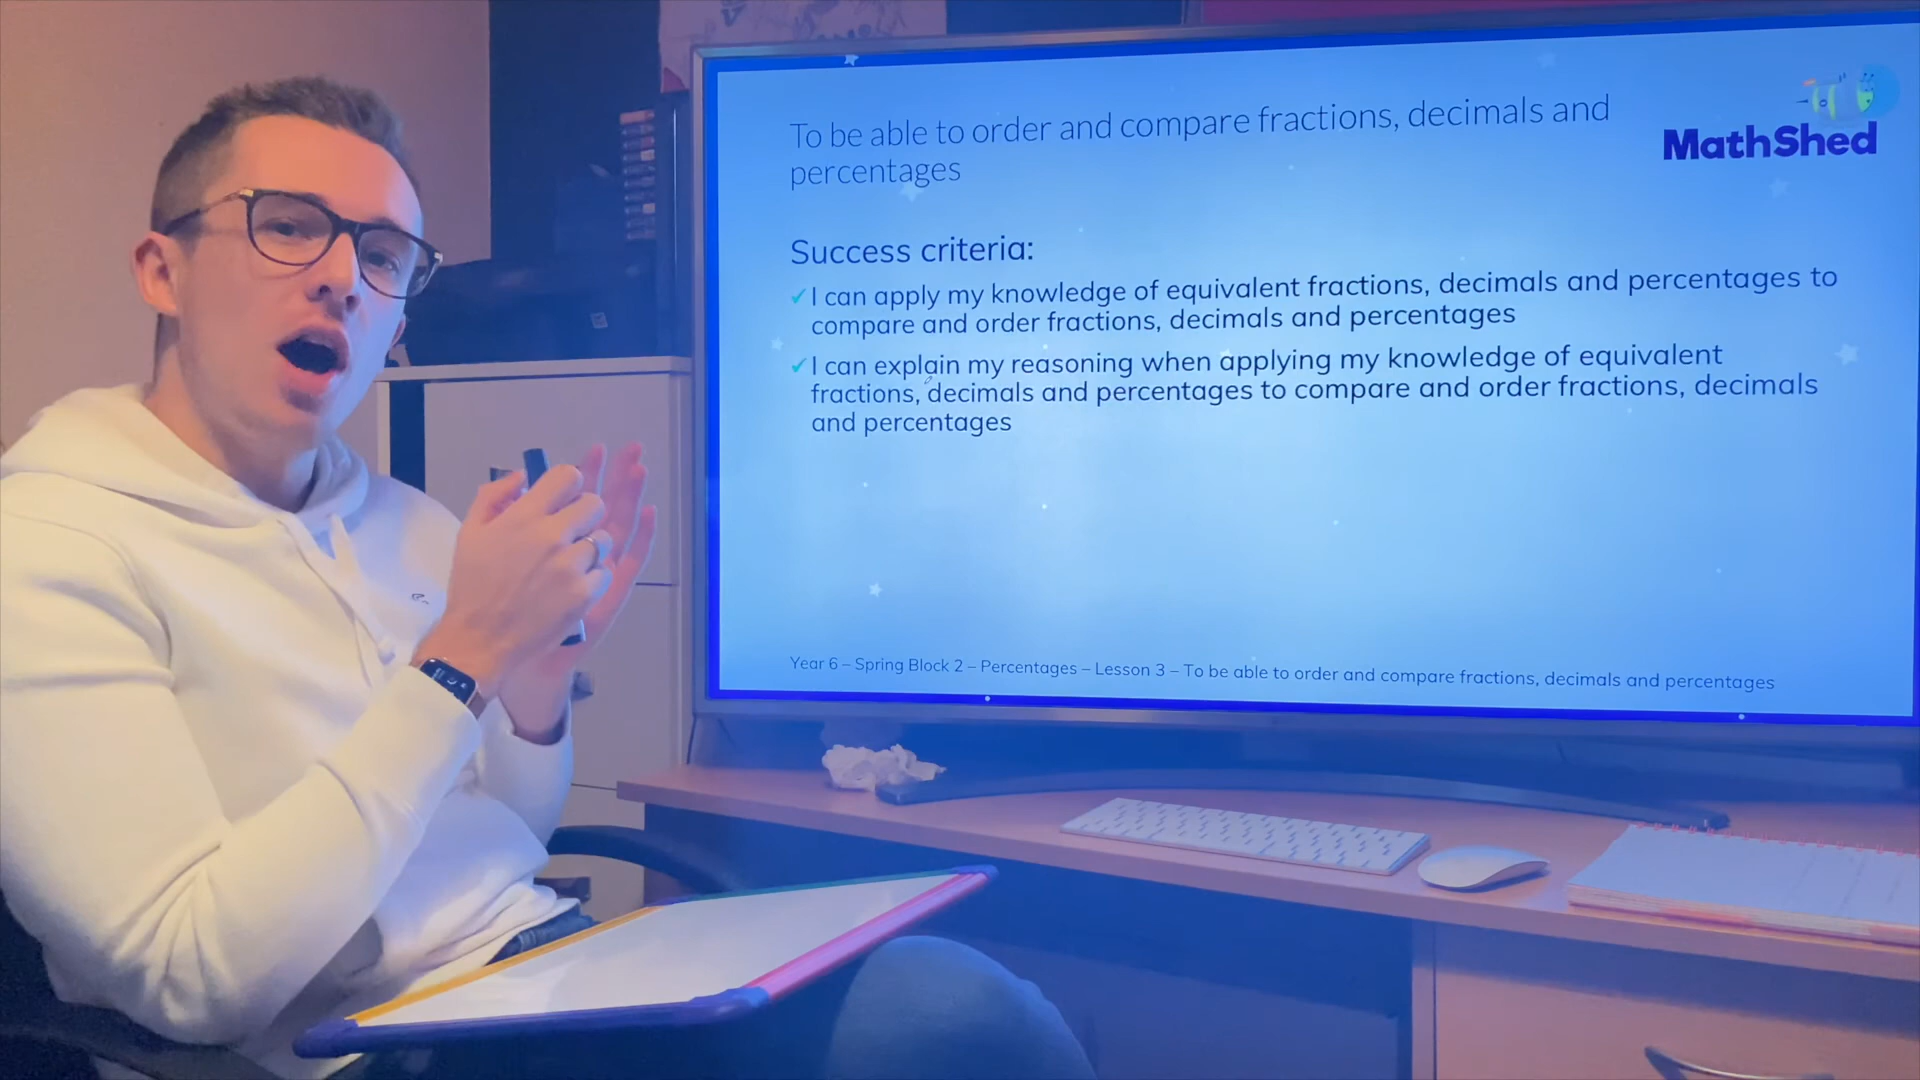 To be able to order and compare fractions, decimals and
percentages
MathShed
Success criteria:
✓ I can apply my knowledge of equivalent fractions, decimals and percentages to
compare and order fractions, decimals and percentages
✓ I can explain my reasoning when applying my knowledge of equivalent
fractions, decimals and percentages to compare and order fractions, decimals
and percentages
Year 6 – Spring Block 2 – Percentages – Lesson 3 – To be able to order and compare fractions, decimals and percentages